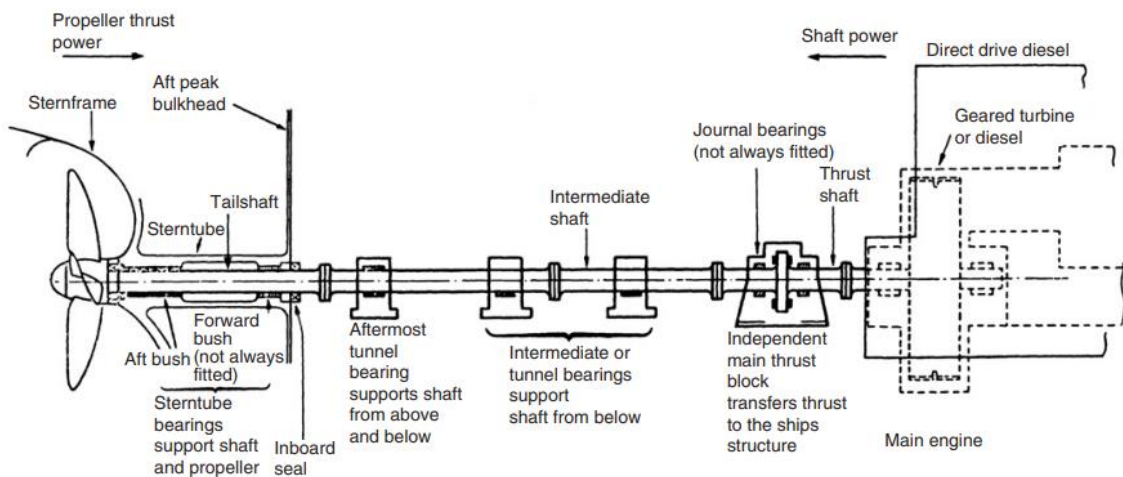 Propeller thrust
power
Shaft power
Direct drive diesel
Aft peak
bulkhead
Sternframe
Geared turbine
or diesel
Journal bearings
(not always fitted)
Thrust
shaft
Intermediate
shaft
Tailshaft
Sterntube
Forward
bush
(not always
fitted)
Aft bush
Sterntube
bearings
support shaft
and propeller
Inboard
seal
Aftermost
tunnel
bearing
supports shaft
from above
and below
Intermediate or
tunnel bearings
support
shaft from below
Independent
main thrust
block
transfers thrust
to the ships
structure
Main engine